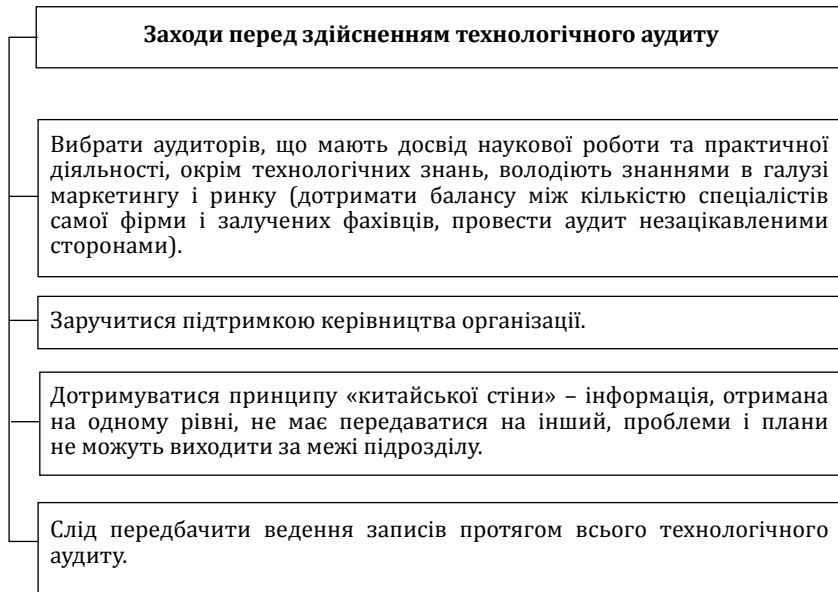 Заходи перед здійсненням технологічного аудиту
Вибрати аудиторів, що мають досвід наукової роботи та практичної
діяльності, окрім технологічних знань, володіють знаннями в галузі
маркетингу і ринку (дотримати балансу між кількістю спеціалістів
самої фірми і залучених фахівців, провести аудит незацікавленими
сторонами).
Заручитися підтримкою керівництва організації.
Дотримуватися принципу «китайської стіни» – інформація, отримана
на одному рівні, не має передаватися на інший, проблеми і плани
не можуть виходити за межі підрозділу.
Слід передбачити ведення записів протягом всього технологічного
аудиту.